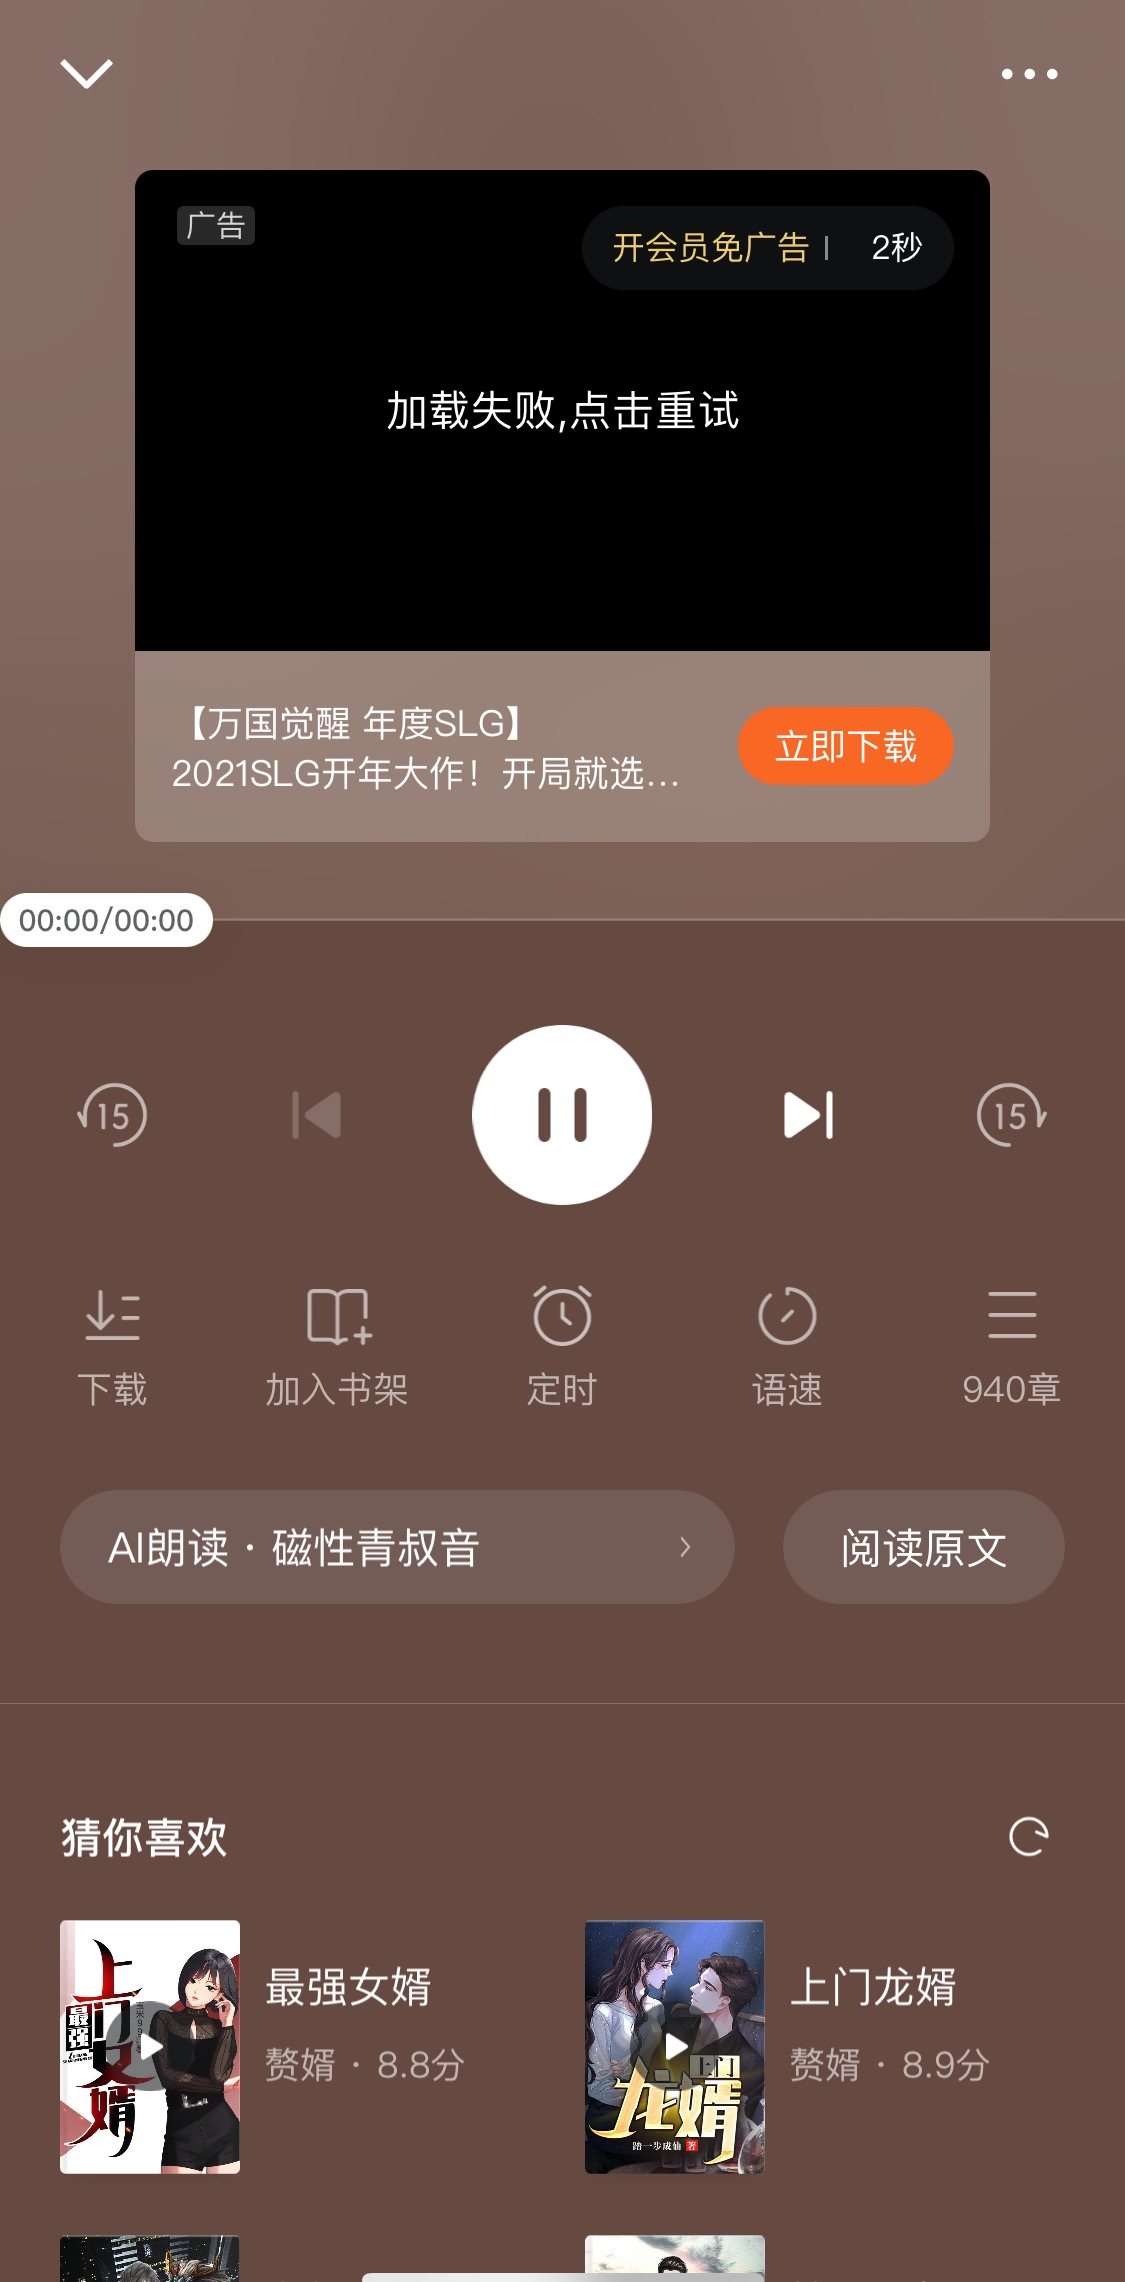 广告
开会员免广告 | 2秒
加载失败,点击重试
【万国觉醒 年度SLG】
2021SLG开年大作！开局就选...
立即下载
00:00/00:00
15
15
下载
加入书架
定时
语速
940章
AI朗读 · 磁性青叔音
阅读原文
猜你喜欢
上门女婿
最强
最强女婿
赘婿 · 8.8分
上门龙婿
踏一步成仙 著
上门龙婿
赘婿 · 8.9分